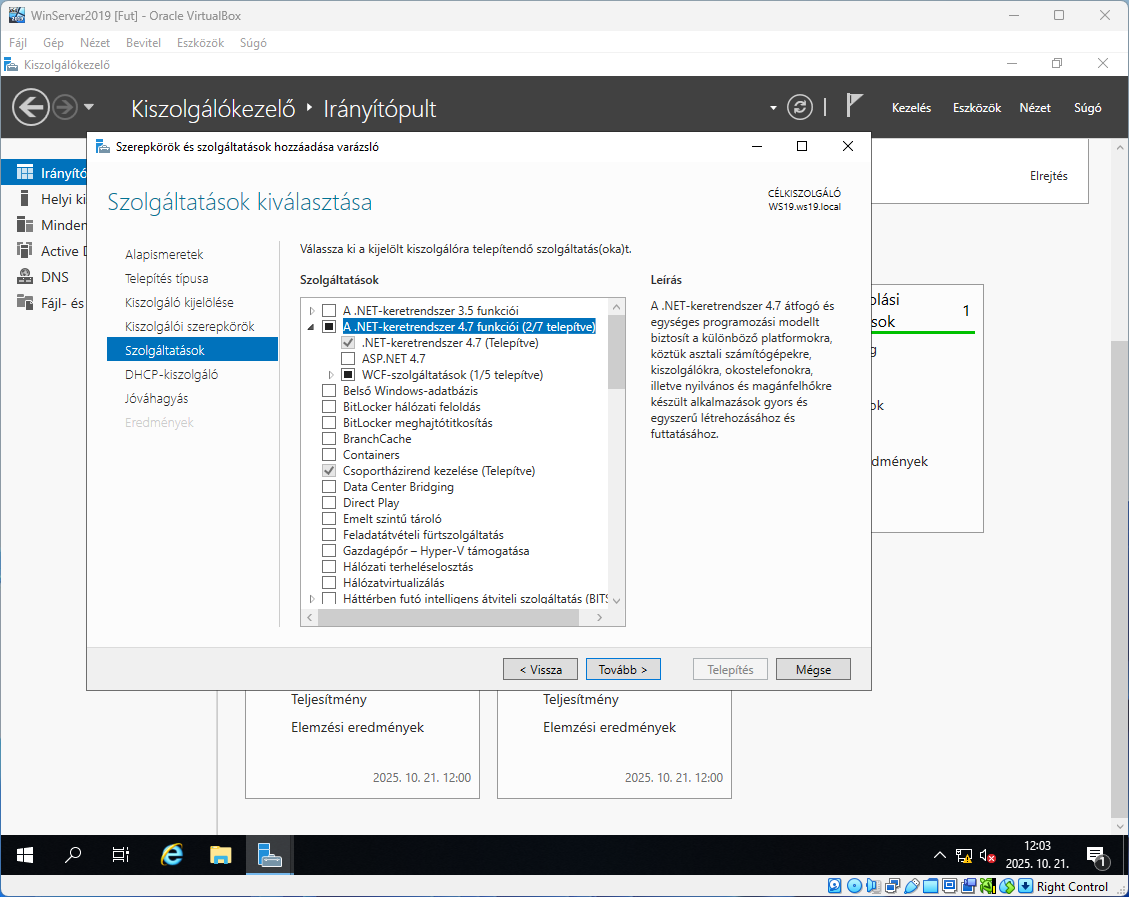 WinServer2019 [Fut] - Oracle VirtualBox
Fájl Gép Nézet Bevitel Eszközök Súgó
Kiszolgálókezelő
Kiszolgálókezelő Irányítópult
Kezelés Eszközök Nézet Súgó
Szerepkörök és szolgáltatások hozzáadása varázsló
Szolgáltatások kiválasztása
CÉLKISZOLGÁLÓ
WS19.ws19.local
Elrejtés
Irányító
Helyi ki
Minden
Active D
DNS
Fájl- és
Alapismeretek
Telepítés típusa
Kiszolgáló kijelölése
Kiszolgálói szerepkörök
Szolgáltatások
DHCP-kiszolgáló
Jóváhagyás
Eredmények
Válassza ki a kijelölt kiszolgálóra telepítendő szolgáltatás(oka)t.
Szolgáltatások
A .NET-keretrendszer 3.5 funkciói
A .NET-keretrendszer 4.7 funkciói (2/7 telepítve)
.NET-keretrendszer 4.7 (Telepítve)
ASP.NET 4.7
WCF-szolgáltatások (1/5 telepítve)
Belső Windows-adatbázis
BitLocker hálózati feloldás
BitLocker meghajtótitkosítás
BranchCache
Containers
Csoportházirend kezelése (Telepítve)
Data Center Bridging
Direct Play
Emelt szintű tároló
Feladatátvételi fürtszolgáltatás
Gazdagépőr – Hyper-V támogatása
Hálózati terheléselosztás
Hálózatvirtualizálás
Háttérben futó intelligens átviteli szolgáltatás (BITS
Leírás
A .NET-keretrendszer 4.7 átfogó és
egységes programozási modellt
biztosít a különböző platformokra,
köztük asztali számítógépekre,
kiszolgálókra, okostelefonokra,
illetve nyilvános és magánfelhőkre
készült alkalmazások gyors és
egyszerű létrehozásához és
futtatásához.
olási
sok
1
g
ok
dmények
< Vissza Tovább > Telepítés Mégse
Teljesítmény
Elemzési eredmények
2025. 10. 21. 12:00
Teljesítmény
Elemzési eredmények
2025. 10. 21. 12:00
12:03
2025. 10. 21.
1
Right Control